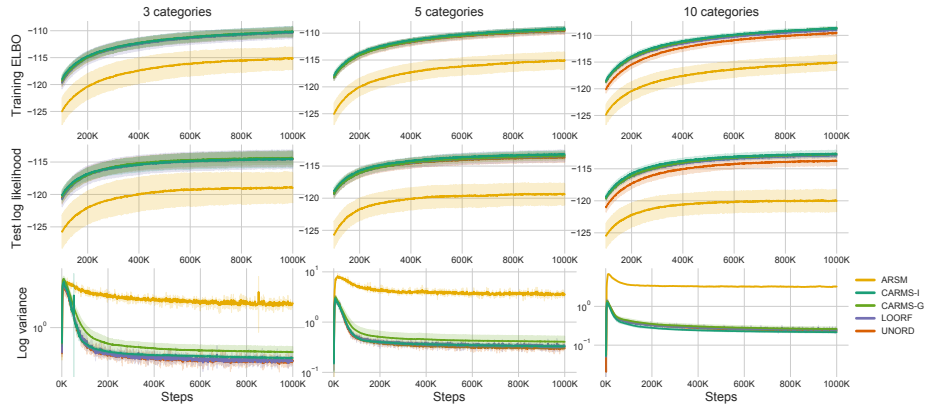 3 categories
5 categories
10 categories
Training ELBO
−110
−115
−120
−125
200K 400K 600K 800K 1000K
−110
−115
−120
−125
200K 400K 600K 800K 1000K
−110
−115
−120
−125
200K 400K 600K 800K 1000K
Test log likelihood
−115
−120
−125
200K 400K 600K 800K 1000K
−115
−120
−125
200K 400K 600K 800K 1000K
−115
−120
−125
200K 400K 600K 800K 1000K
Log variance
10⁰
0K 200K 400K 600K 800K 1000K
Steps
10¹
10⁰
10⁻¹
0K 200K 400K 600K 800K 1000K
Steps
10⁰
10⁻¹
0K 200K 400K 600K 800K 1000K
Steps
ARSM
CARMS-I
CARMS-G
LOORF
UNORD